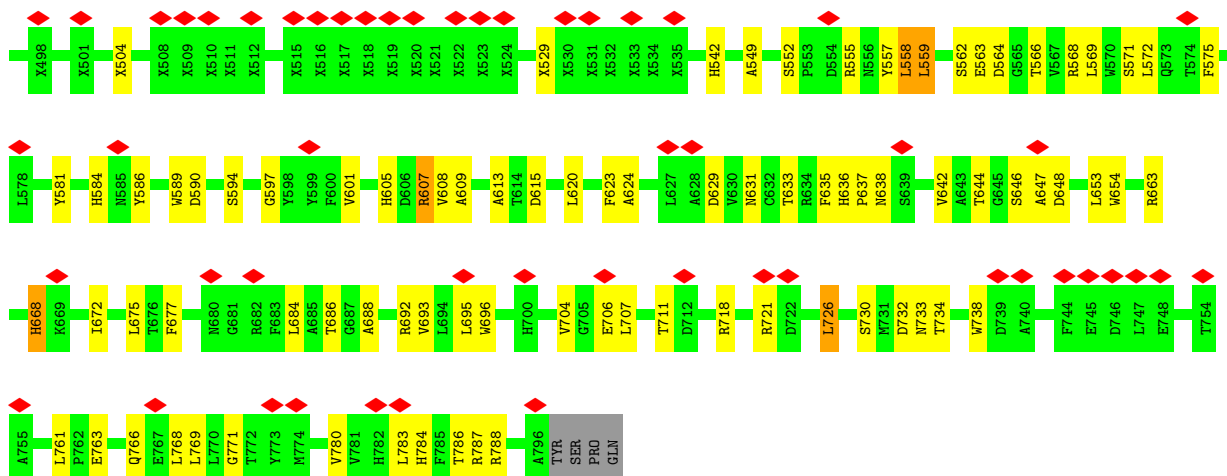 X498 X501 X504 X508 X509 X510 X511 X512 X515 X516 X517 X518 X519 X520 X521 X522 X523 X524 X529 X530 X531 X532 X533 X534 X535 H542 A549 S552 P553 D554 R555 N556 Y557 L558 L559 S562 E563 D564 G565 T566 V567 R568 L569 W570 S571 L572 Q573 T574 F575
L578 Y581 H584 N585 Y586 W589 D590 S594 G597 Y598 Y599 F600 V601 H605 D606 R607 V608 A609 A613 T614 D615 L620 F623 A624 L627 A628 D629 V630 N631 C632 T633 R634 F635 H636 P637 N638 S639 V642 A643 T644 G645 S646 A647 D648 L653 W654 R663
H668 K669 I672 L675 T676 F677 N680 G681 R682 F683 L684 A685 T686 G687 A688 R692 V693 L694 L695 W696 H700 V704 G705 E706 L707 T711 D712 R718 R721 D722 L726 S730 M731 D732 N733 T734 W738 D739 A740 F744 E745 D746 L747 E748 T754
A755 L761 P762 E763 Q766 E767 L768 L769 L770 G771 T772 Y773 M774 V780 V781 H782 L783 H784 F785 T786 R787 R788 A796 TYR SER PRO GLN